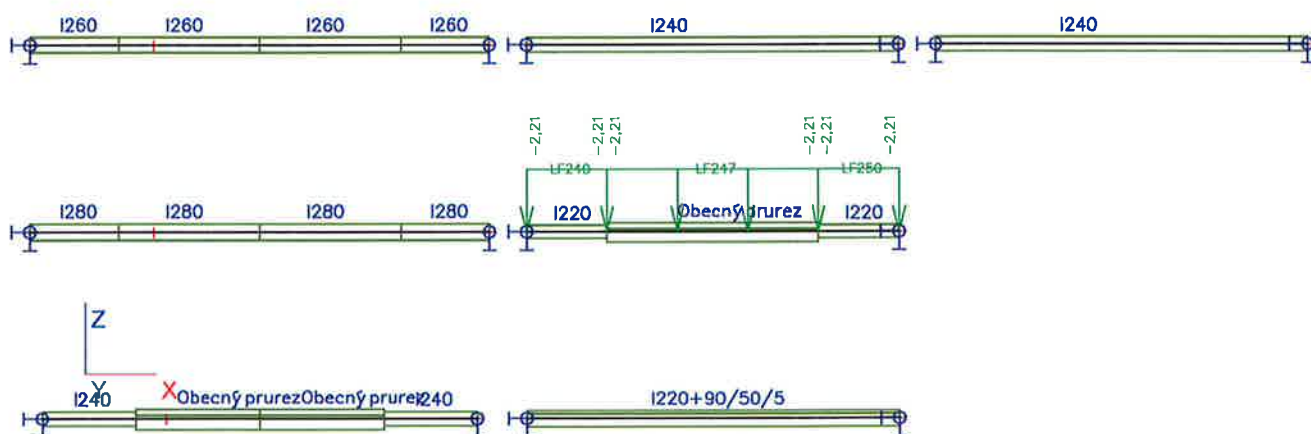 I260 I260 I260 I260 I240 I240
-2,21 -2,21 -2,21 -2,21 -2,21 -2,21
LF240 LF247 LF250
I280 I280 I280 I280 I220 Obecný prurez I220
Z
Y X
I240 Obecný prurez Obecný prurez I240 I220+90/50/5